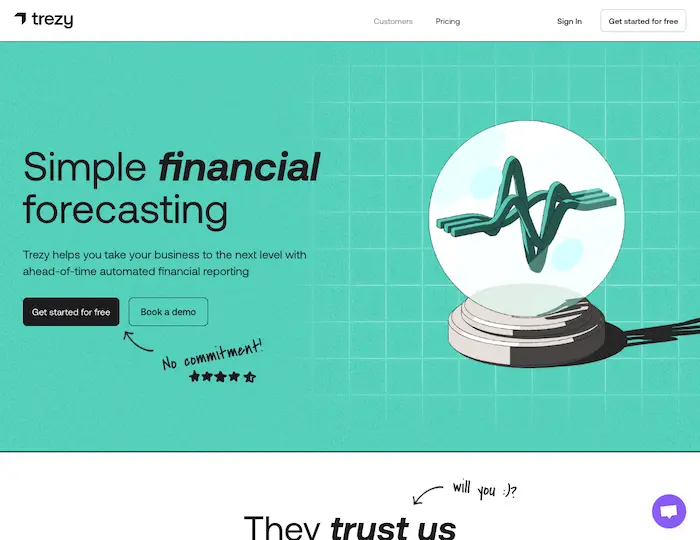 trezy
Customers
Pricing
Sign In
Get started for free
Simple financial
forecasting
Trezy helps you take your business to the next level with
ahead-of-time automated financial reporting
Get started for free
Book a demo
No commitment!
will you :)?
They trust us